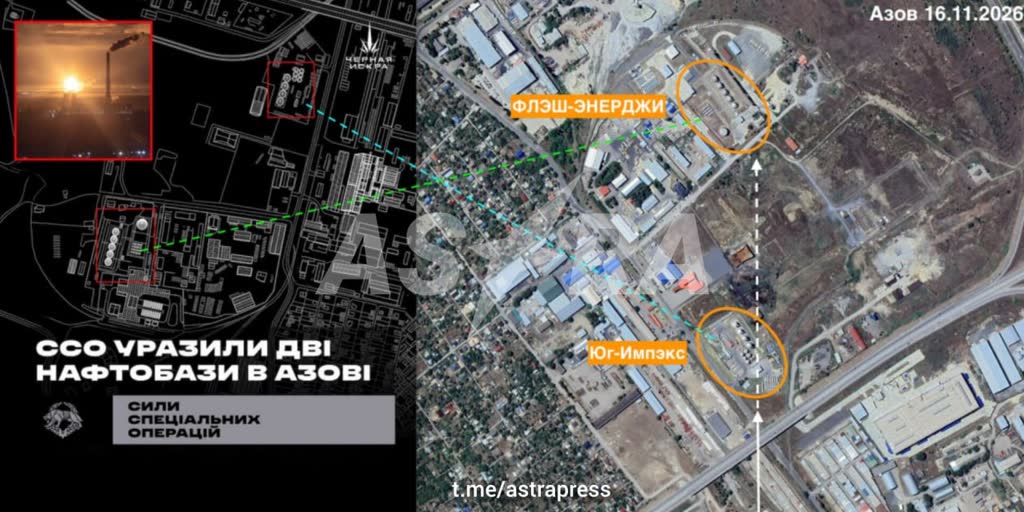 ЧЕРНАЯ
ИСКРА
ССО УРАЗИЛИ ДВІ
НАФТОБАЗИ В АЗОВІ
СИЛИ
СПЕЦІАЛЬНИХ
ОПЕРАЦІЙ
Азов 16.11.2026
ФЛЭШ-ЭНЕРДЖИ
Юг-Импэкс
ASTRA
t.me/astrapress